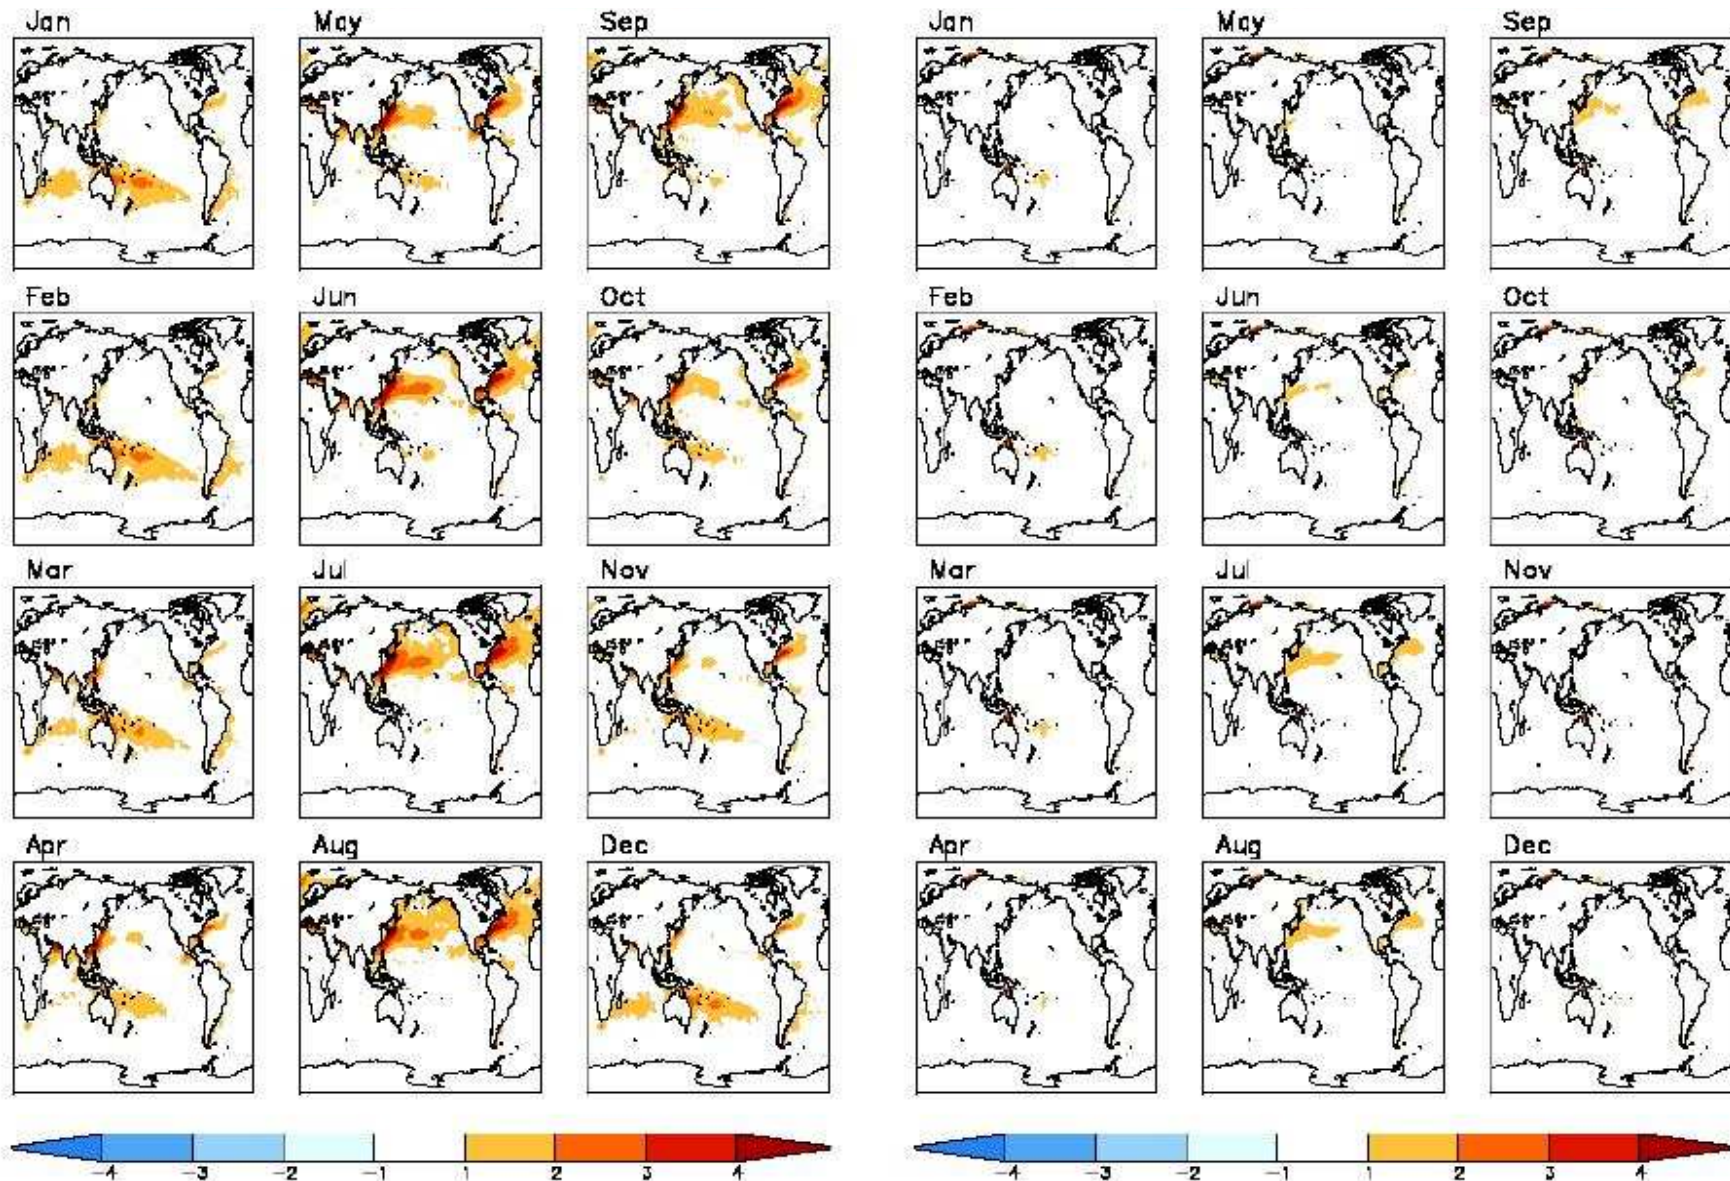 Jan May Sep Jan May Sep
Feb Jun Oct Feb Jun Oct
Mar Jul Nov Mar Jul Nov
Apr Aug Dec Apr Aug Dec
-4 -3 -2 -1 1 2 3 4 -4 -3 -2 -1 1 2 3 4